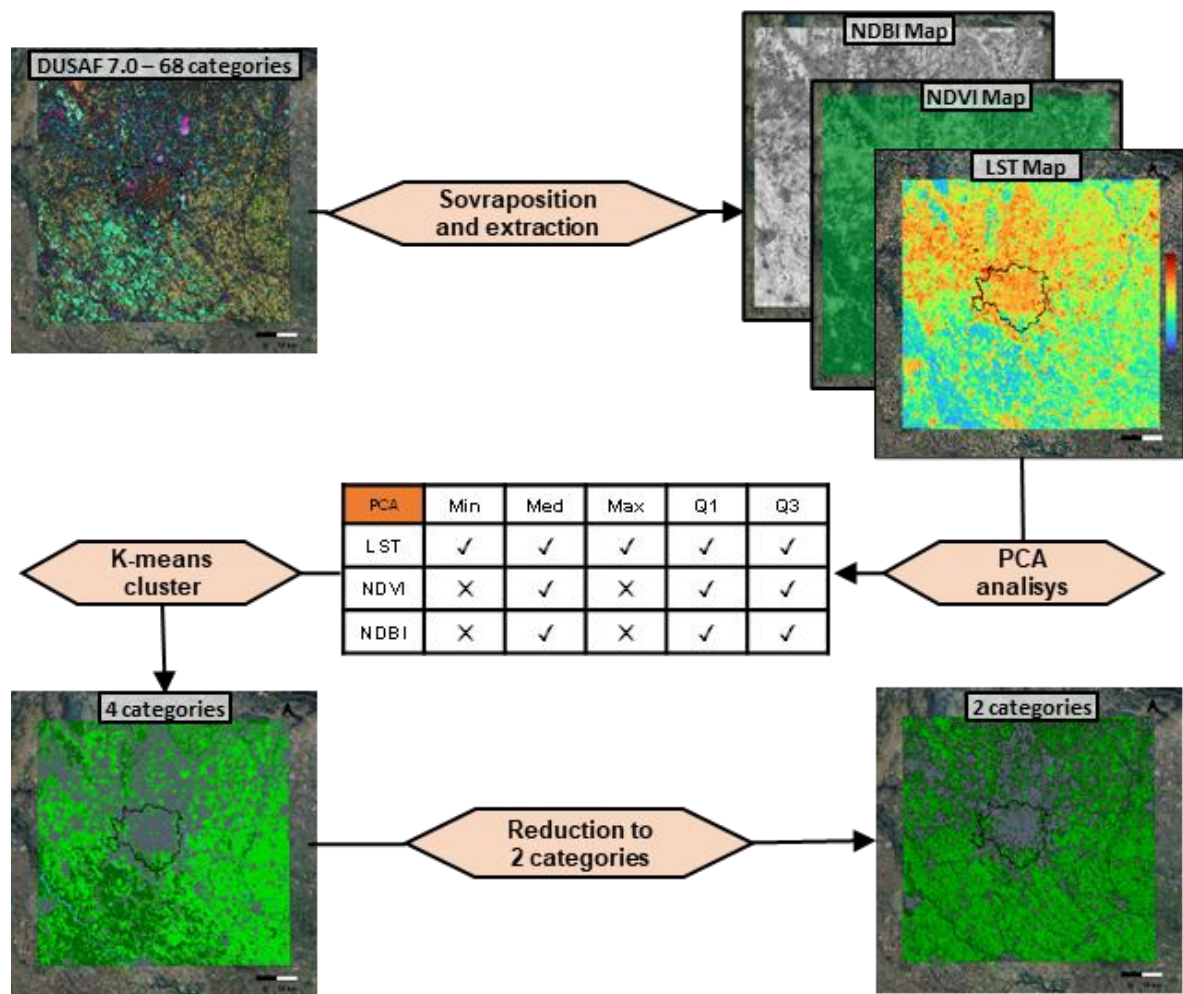 DUSAF 7.0 – 68 categories
NDBI Map
NDVI Map
LST Map
Sovraposition
and extraction
PCA Min Med Max Q1 Q3
LST ✓ ✓ ✓ ✓ ✓
NDVI ✕ ✓ ✕ ✓ ✓
NDBI ✕ ✓ ✕ ✓ ✓
K-means
cluster
PCA
analisys
4 categories
2 categories
Reduction to
2 categories